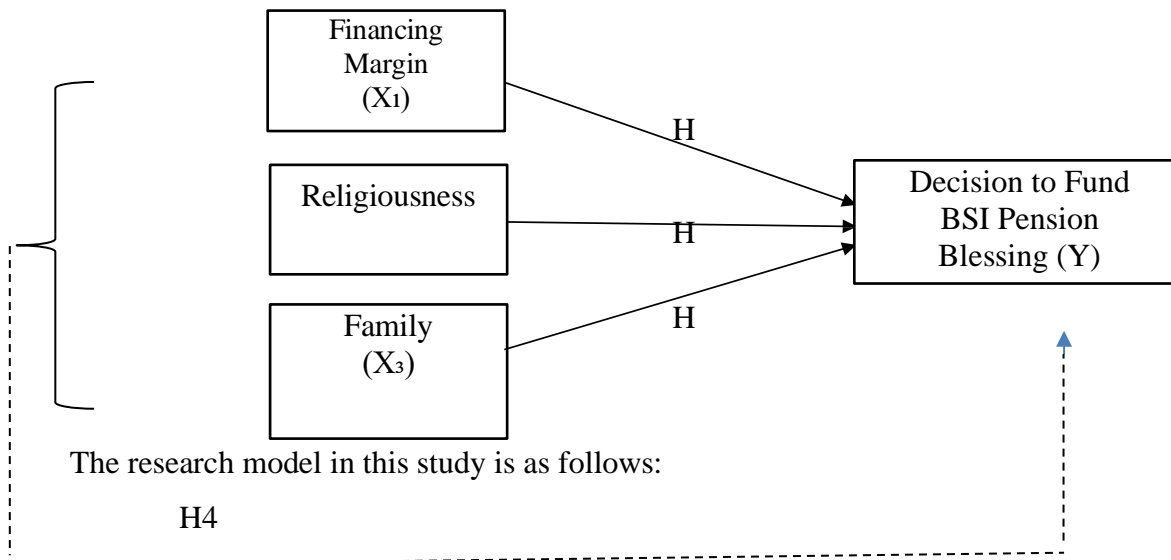 Financing
Margin
(X₁)
H
Religiousness
H
Decision to Fund
BSI Pension
Blessing (Y)
Family
(X₃)
H
The research model in this study is as follows:
H4